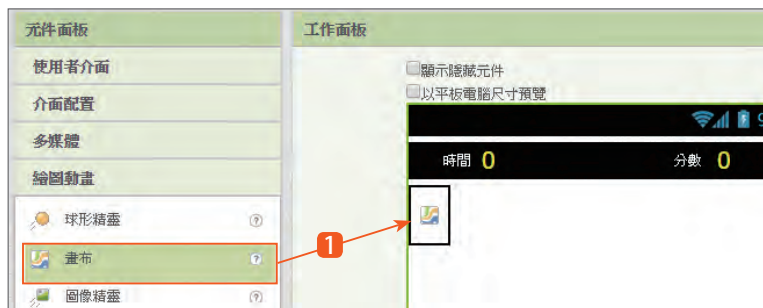 元件面板
使用者介面
介面配置
多媒體
繪圖動畫
球形精靈 ?
畫布 ?
圖像精靈 ?
工作面板
顯示隱藏元件
以平板電腦尺寸預覽
9
時間 0 分數 0
1